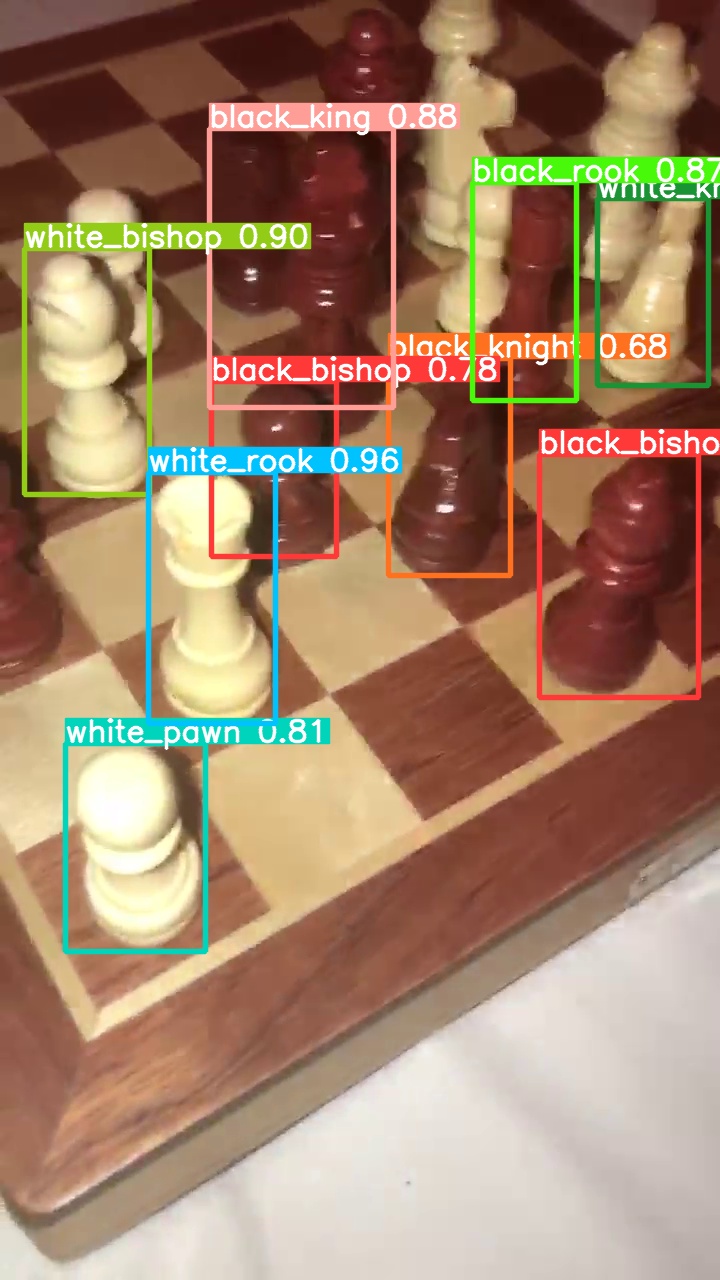 black_king 0.88
black_rook 0.87
white_kn
white_bishop 0.90
black_knight 0.68
black_bishop 0.78
black_bisho
white_rook 0.96
white_pawn 0.81